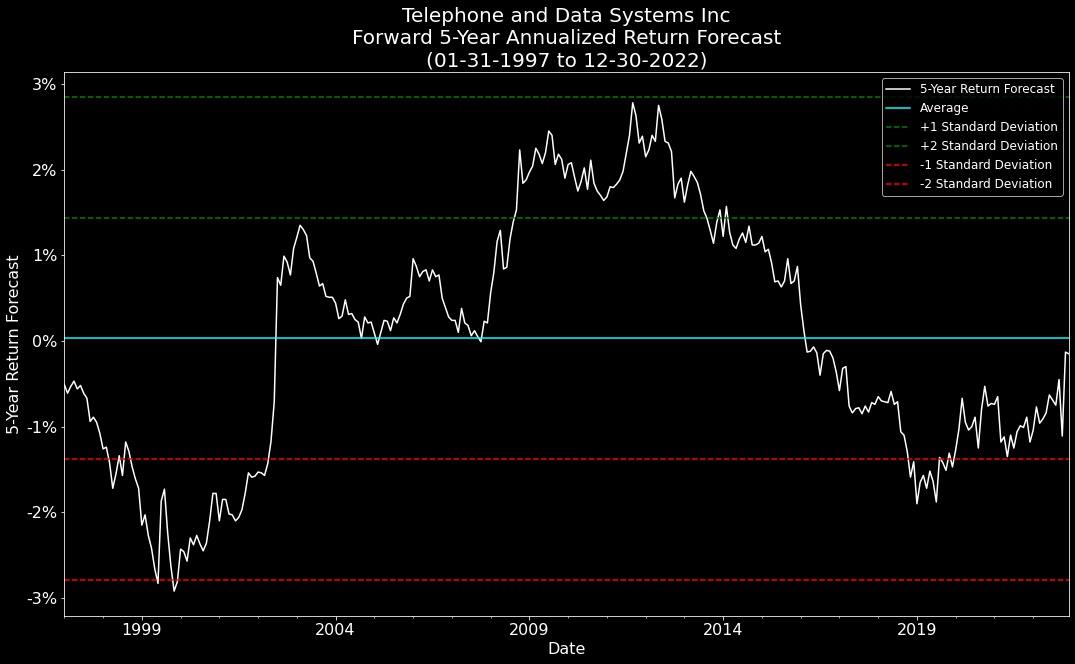 Telephone and Data Systems Inc
Forward 5-Year Annualized Return Forecast
(01-31-1997 to 12-30-2022)
5-Year Return Forecast
Average
+1 Standard Deviation
+2 Standard Deviation
-1 Standard Deviation
-2 Standard Deviation
5-Year Return Forecast
3%
2%
1%
0%
-1%
-2%
-3%
1999
2004
2009
2014
2019
Date